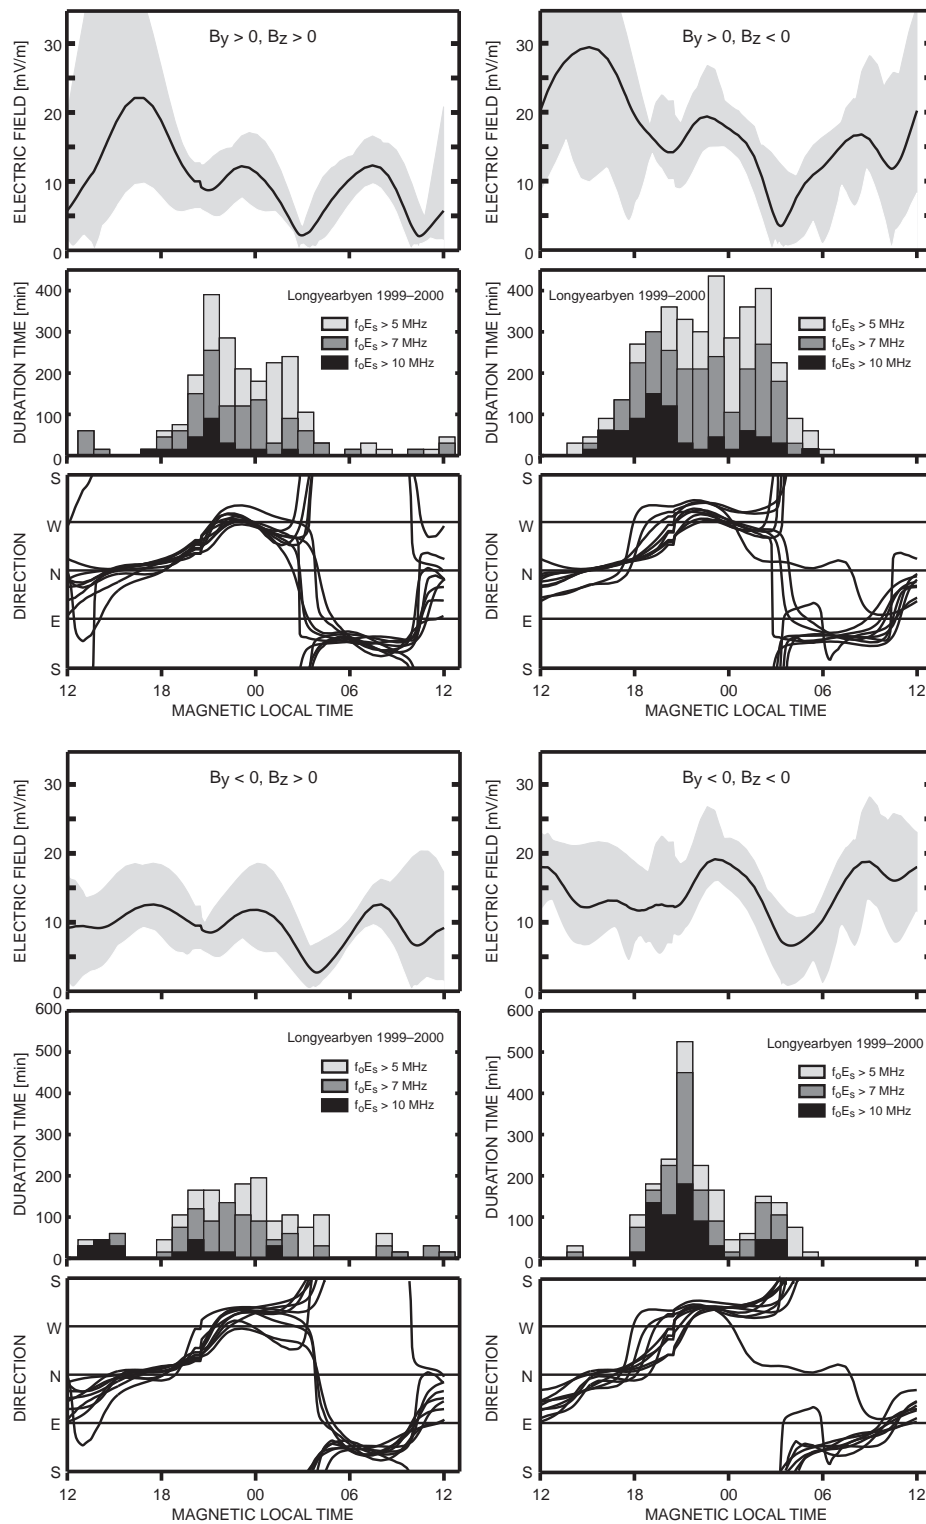 By > 0, Bz > 0
ELECTRIC FIELD [mV/m]
30
20
10
0
Longyearbyen 1999–2000
foEs > 5 MHz
foEs > 7 MHz
foEs > 10 MHz
DURATION TIME [min]
400
300
200
100
0
DIRECTION
S
W
N
E
S
12 18 00 06 12
MAGNETIC LOCAL TIME
By > 0, Bz < 0
ELECTRIC FIELD [mV/m]
30
20
10
0
Longyearbyen 1999–2000
foEs > 5 MHz
foEs > 7 MHz
foEs > 10 MHz
DURATION TIME [min]
400
300
200
100
0
DIRECTION
S
W
N
E
S
12 18 00 06 12
MAGNETIC LOCAL TIME
By < 0, Bz > 0
ELECTRIC FIELD [mV/m]
30
20
10
0
Longyearbyen 1999–2000
foEs > 5 MHz
foEs > 7 MHz
foEs > 10 MHz
DURATION TIME [min]
600
500
400
300
200
100
0
DIRECTION
S
W
N
E
S
12 18 00 06 12
MAGNETIC LOCAL TIME
By < 0, Bz < 0
ELECTRIC FIELD [mV/m]
30
20
10
0
Longyearbyen 1999–2000
foEs > 5 MHz
foEs > 7 MHz
foEs > 10 MHz
DURATION TIME [min]
600
500
400
300
200
100
0
DIRECTION
S
W
N
E
S
12 18 00 06 12
MAGNETIC LOCAL TIME